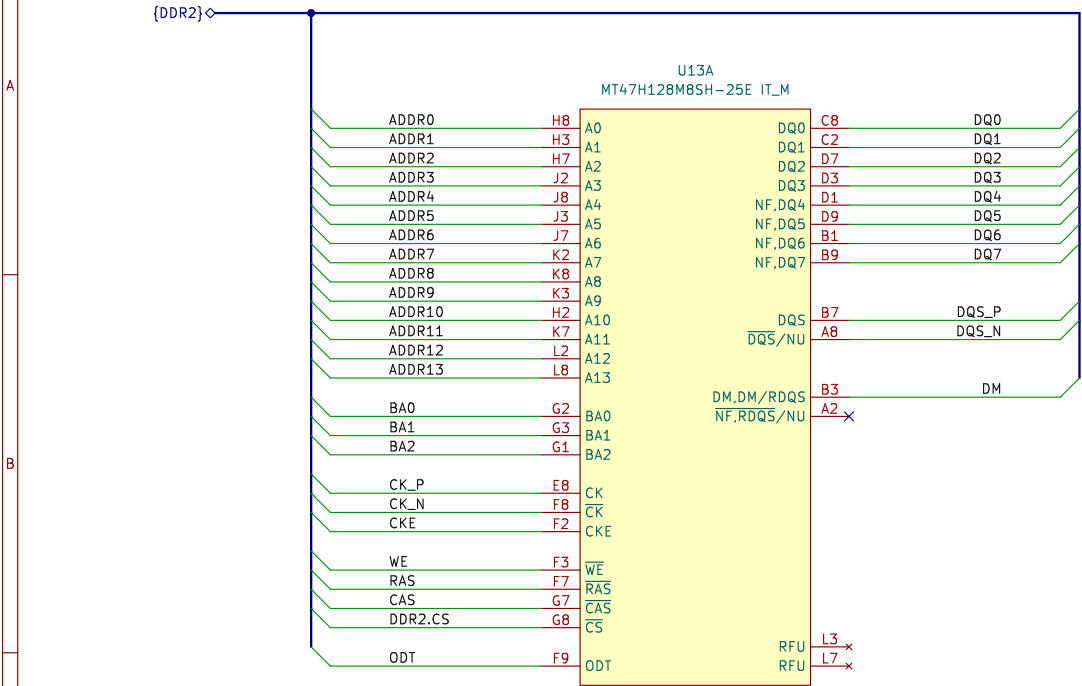 {DDR2}
A
U13A
MT47H128M8SH-25E IT_M
ADDR0 H8 A0 DQ0 C8 DQ0
ADDR1 H3 A1 DQ1 C2 DQ1
ADDR2 H7 A2 DQ2 D7 DQ2
ADDR3 J2 A3 DQ3 D3 DQ3
ADDR4 J8 A4 NF,DQ4 D1 DQ4
ADDR5 J3 A5 NF,DQ5 D9 DQ5
ADDR6 J7 A6 NF,DQ6 B1 DQ6
ADDR7 K2 A7 NF,DQ7 B9 DQ7
ADDR8 K8 A8
ADDR9 K3 A9
ADDR10 H2 A10 DQS B7 DQS_P
ADDR11 K7 A11 DQS/NU A8 DQS_N
ADDR12 L2 A12
ADDR13 L8 A13
DM,DM/RDQS B3 DM
BA0 G2 BA0 NF,RDQS/NU A2
BA1 G3 BA1
BA2 G1 BA2
B
CK_P E8 CK
CK_N F8 CK
CKE F2 CKE
WE F3 WE
RAS F7 RAS
CAS G7 CAS
DDR2.CS G8 CS
RFU L3
ODT F9 ODT RFU L7